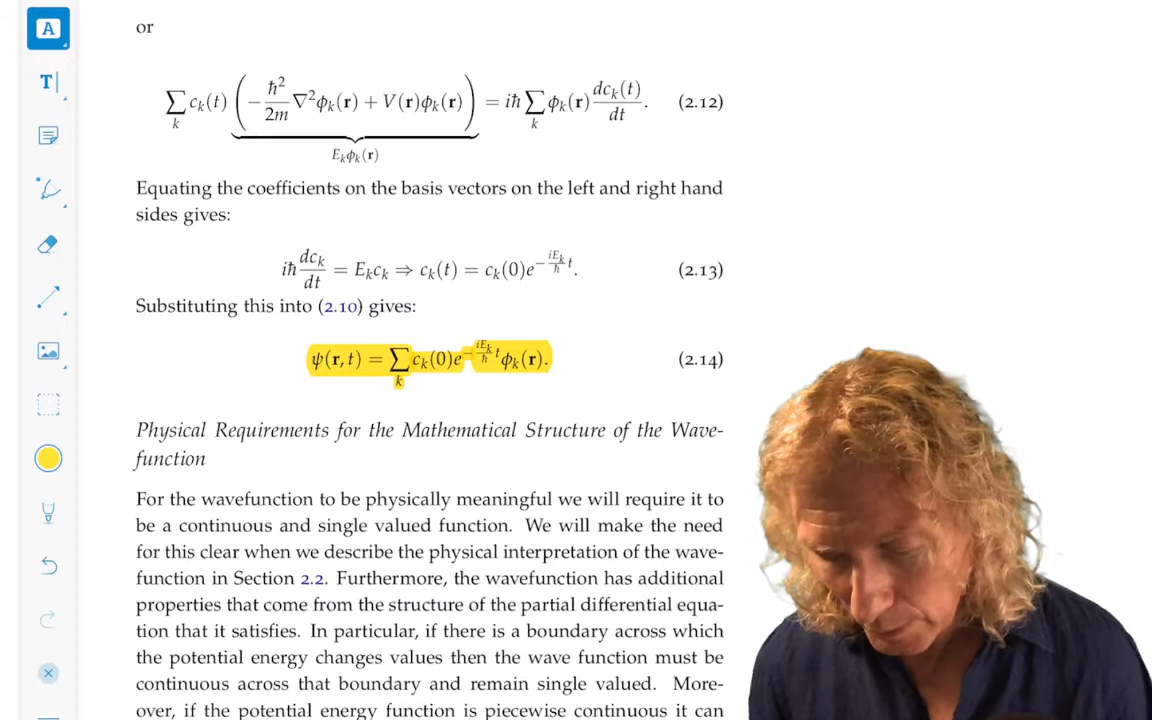 or
∑_k c_k(t) ( −ħ²/2m ∇²ϕ_k(r) + V(r)ϕ_k(r) ) = iħ ∑_k ϕ_k(r) dc_k(t)/dt. (2.12)
E_kϕ_k(r)
Equating the coefficients on the basis vectors on the left and right hand
sides gives:
iħ dc_k/dt = E_k c_k ⇒ c_k(t) = c_k(0)e^{−(iE_k/ħ)t}. (2.13)
Substituting this into (2.10) gives:
ψ(r, t) = ∑_k c_k(0)e^{−(iE_k/ħ)t}ϕ_k(r). (2.14)
Physical Requirements for the Mathematical Structure of the Wave-
function
For the wavefunction to be physically meaningful we will require it to
be a continuous and single valued function. We will make the need
for this clear when we describe the physical interpretation of the wave-
function in Section 2.2. Furthermore, the wavefunction has additional
properties that come from the structure of the partial differential equa-
tion that it satisfies. In particular, if there is a boundary across which
the potential energy changes values then the wave function must be
continuous across that boundary and remain single valued. More-
over, if the potential energy function is piecewise continuous it can
A
T